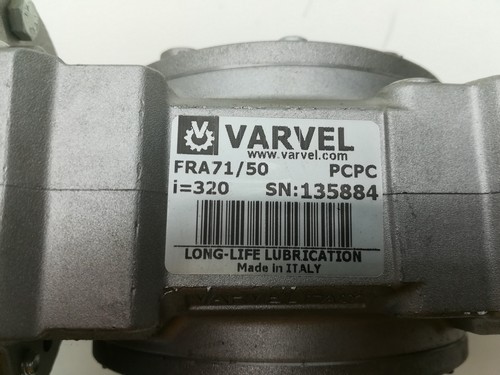 VARVEL
www.varvel.com
FRA71/50 PCPC
i=320 SN:135884
LONG-LIFE LUBRICATION
Made in ITALY